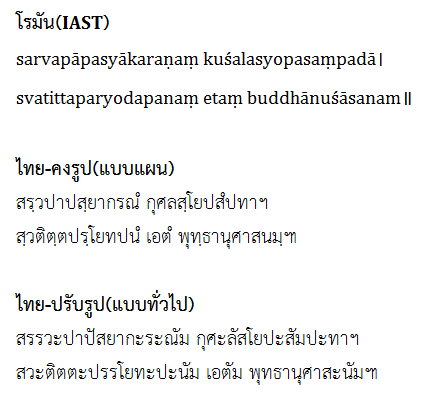 โรมัน(IAST)
sarvapāpasyākaraṇaṃ kuśalasyopasaṃpadā।
svatittaparyodapanaṃ etaṃ buddhānuśāsanam॥
ไทย-คงรูป(แบบแผน)
สรฺวปาปสฺยากรณํ กุศลสฺโยปสํปทาฯ
สฺวติตฺตปรฺโยทปนํ เอตํ พุทฺธานุศาสนมฺ๚
ไทย-ปรับรูป(แบบทั่วไป)
สรรวะปาปัสยากะระณัม กุศะลัสโยปะสัมปะทาฯ
สวะติตตะปรรโยทะปะนัม เอตัม พุทธานุศาสะนัม๚